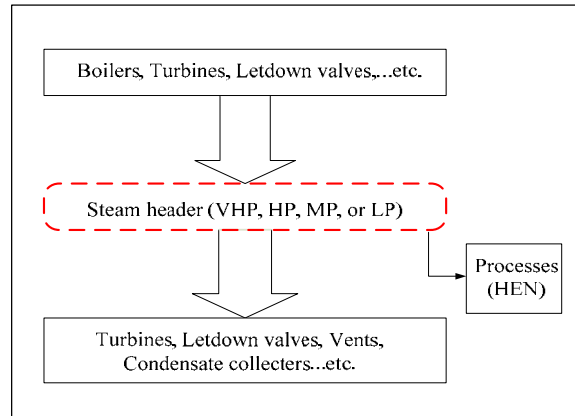 Boilers, Turbines, Letdown valves,...etc.
Steam header (VHP, HP, MP, or LP)
Processes
(HEN)
Turbines, Letdown valves, Vents,
Condensate collecters...etc.